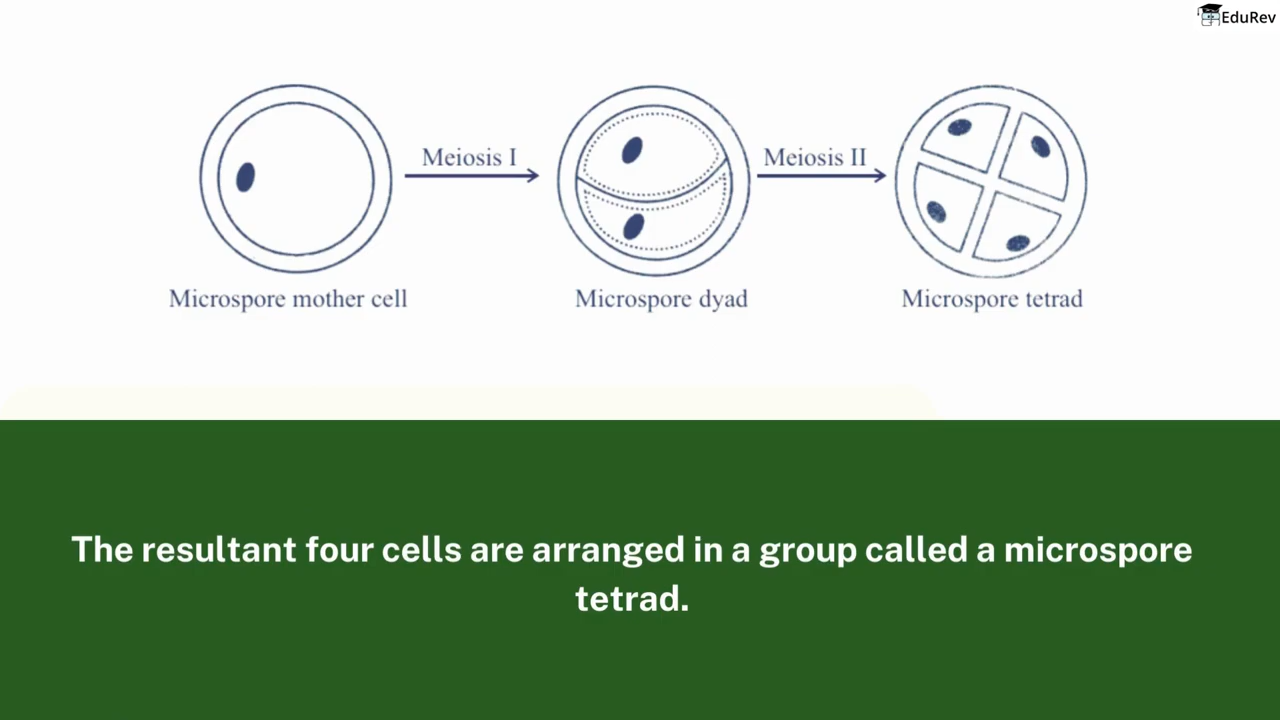 EduRev
Meiosis I
Meiosis II
Microspore mother cell
Microspore dyad
Microspore tetrad
The resultant four cells are arranged in a group called a microspore
tetrad.